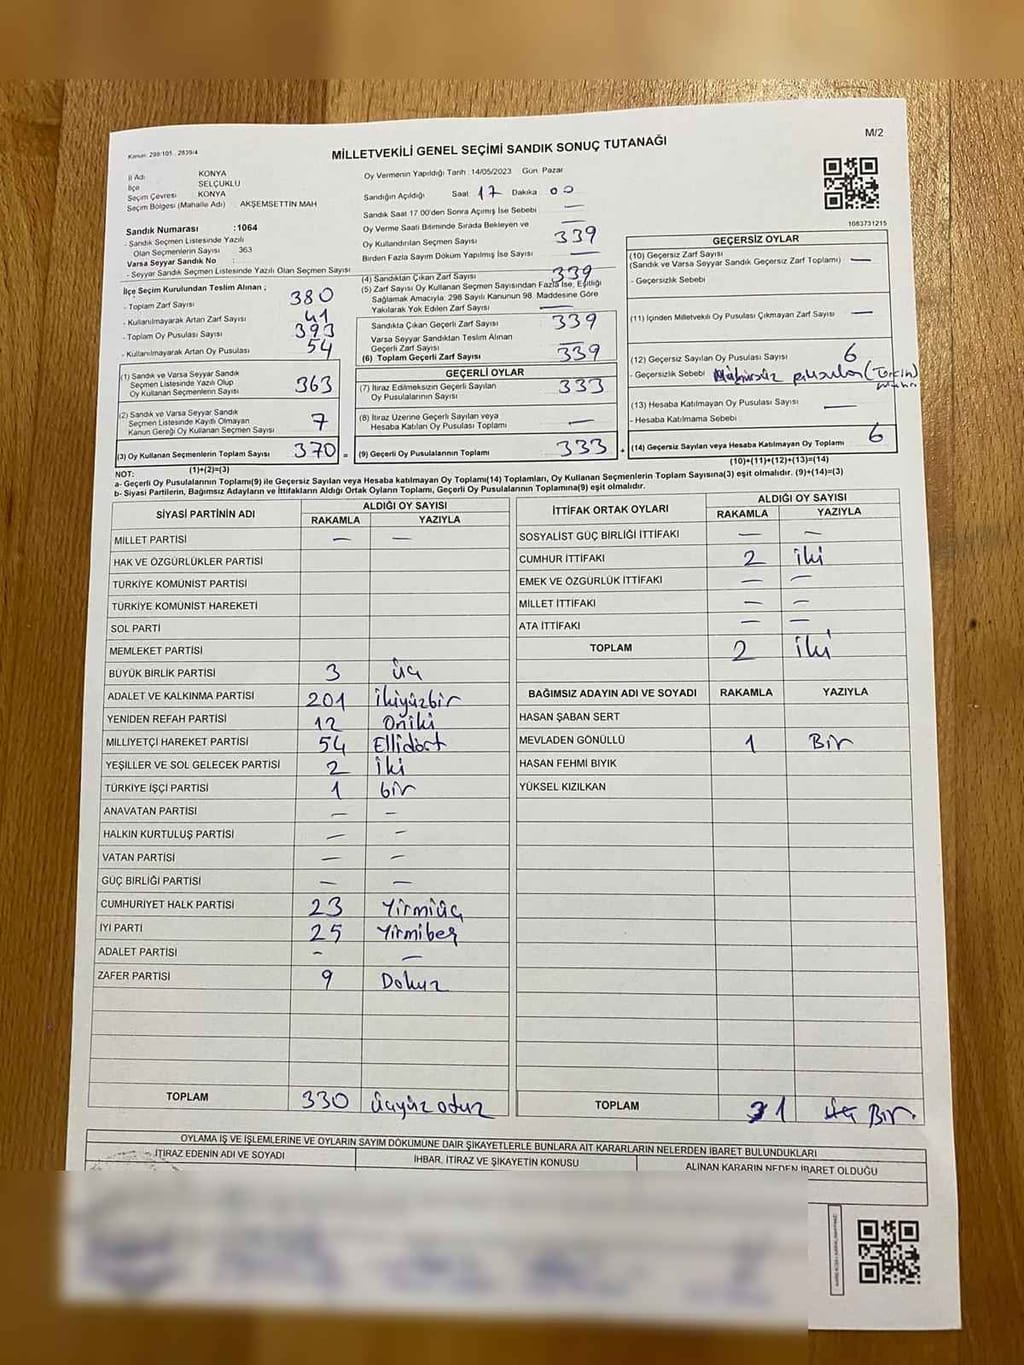 Kanun: 298/101 - 2839/4
MİLLETVEKİLİ GENEL SEÇİMİ SANDIK SONUÇ TUTANAĞI
M/2
İl Adı KONYA
İlçe SELÇUKLU
Seçim Çevresi KONYA
Seçim Bölgesi (Mahalle Adı) AKŞEMSETTİN MAH
Sandık Numarası :1064
- Sandık Seçmen Listesinde Yazılı
Olan Seçmenlerin Sayısı : 363
Varsa Seyyar Sandık No :
- Seyyar Sandık Seçmen Listesinde Yazılı Olan Seçmen Sayısı
İlçe Seçim Kurulundan Teslim Alınan ;
- Toplam Zarf Sayısı 380
- Kullanılmayarak Artan Zarf Sayısı 41
- Toplam Oy Pusulası Sayısı 393
- Kullanılmayarak Artan Oy Pusulası 54
(1) Sandık ve Varsa Seyyar Sandık
Seçmen Listesinde Yazılı Olup
Oy Kullanan Seçmenlerin Sayısı 363
(2) Sandık ve Varsa Seyyar Sandık
Seçmen Listesinde Kayıtlı Olmayan
Kanun Gereği Oy Kullanan Seçmen Sayısı 7
(3) Oy Kullanan Seçmenlerin Toplam Sayısı 370 =
(1)+(2)=(3)
Oy Vermenin Yapıldığı Tarih :14/05/2023 Gün: Pazar
Sandığın Açıldığı Saat 17 Dakika 00
Sandık Saat 17:00'den Sonra Açımış İse Sebebi —
Oy Verme Saati Bitiminde Sırada Bekleyen ve
Oy Kullandırılan Seçmen Sayısı — 339
Birden Fazla Sayım Döküm Yapılmış İse Sayısı —
(4) Sandıktan Çıkan Zarf Sayısı 339
(5) Zarf Sayısı Oy Kullanan Seçmen Sayısından Fazla İse, Eşitliği
Sağlamak Amacıyla; 298 Sayılı Kanunun 98. Maddesine Göre
Yakılarak Yok Edilen Zarf Sayısı —
Sandıkta Çıkan Geçerli Zarf Sayısı 339
Varsa Seyyar Sandıktan Teslim Alınan
Geçerli Zarf Sayısı —
(6) Toplam Geçerli Zarf Sayısı 339
GEÇERLİ OYLAR
(7) İtiraz Edilmeksizin Geçerli Sayılan
Oy Pusulalarının Sayısı 333
(8) İtiraz Üzerine Geçerli Sayılan veya
Hesaba Katılan Oy Pusulası Toplamı —
(9) Geçerli Oy Pusulalarının Toplamı 333 +
1083731215
GEÇERSİZ OYLAR
(10) Geçersiz Zarf Sayısı
(Sandık ve Varsa Seyyar Sandık Geçersiz Zarf Toplamı) —
- Geçersizlik Sebebi
(11) İçinden Milletvekili Oy Pusulası Çıkmayan Zarf Sayısı —
(12) Geçersiz Sayılan Oy Pusulası Sayısı 6
- Geçersizlik Sebebi Mühürsüz pusula
(13) Hesaba Katılmayan Oy Pusulası Sayısı —
- Hesaba Katılmama Sebebi
(14) Geçersiz Sayılan veya Hesaba Katılmayan Oy Toplamı 6
(10)+(11)+(12)+(13)=(14)
NOT:
a- Geçerli Oy Pusulalarının Toplamı(9) ile Geçersiz Sayılan veya Hesaba katılmayan Oy Toplamı(14) Toplamları, Oy Kullanan Seçmenlerin Toplam Sayısına(3) eşit olmalıdır. (9)+(14)=(3)
b- Siyasi Partilerin, Bağımsız Adayların ve İttifakların Aldığı Ortak Oyların Toplamı, Geçerli Oy Pusulalarının Toplamına(9) eşit olmalıdır.
SİYASİ PARTİNİN ADI ALDIĞI OY SAYISI
RAKAMLA YAZIYLA
MİLLET PARTİSİ — —
HAK VE ÖZGÜRLÜKLER PARTİSİ
TÜRKİYE KOMÜNİST PARTİSİ
TÜRKİYE KOMÜNİST HAREKETİ
SOL PARTİ
MEMLEKET PARTİSİ
BÜYÜK BİRLİK PARTİSİ 3 üç
ADALET VE KALKINMA PARTİSİ 201 İkiyüzbir
YENİDEN REFAH PARTİSİ 12 Oniki
MİLLİYETÇİ HAREKET PARTİSİ 54 Ellidört
YEŞİLLER VE SOL GELECEK PARTİSİ 2 İki
TÜRKİYE İŞÇİ PARTİSİ 1 bir
ANAVATAN PARTİSİ — —
HALKIN KURTULUŞ PARTİSİ — —
VATAN PARTİSİ — —
GÜÇ BİRLİĞİ PARTİSİ — —
CUMHURİYET HALK PARTİSİ 23 Yirmiüç
İYİ PARTİ 25 Yirmibeş
ADALET PARTİSİ - —
ZAFER PARTİSİ 9 Dokuz
TOPLAM 330 üçyüz otuz
İTTİFAK ORTAK OYLARI ALDIĞI OY SAYISI
RAKAMLA YAZIYLA
SOSYALİST GÜÇ BİRLİĞİ İTTİFAKI — —
CUMHUR İTTİFAKI 2 iki
EMEK VE ÖZGÜRLÜK İTTİFAKI — —
MİLLET İTTİFAKI — —
ATA İTTİFAKI — —
TOPLAM 2 iki
BAĞIMSIZ ADAYIN ADI VE SOYADI RAKAMLA YAZIYLA
HASAN ŞABAN SERT
MEVLADEN GÖNÜLLÜ 1 Bir
HASAN FEHMİ BIYIK
YÜKSEL KIZILKAN
TOPLAM 1 Bir.
OYLAMA İŞ VE İŞLEMLERİNE VE OYLARIN SAYIM DÖKÜMÜNE DAİR ŞİKAYETLERLE BUNLARA AİT KARARLARIN NELERDEN İBARET BULUNDUKLARI
İTİRAZ EDENİN ADI VE SOYADI İHBAR, İTİRAZ VE ŞİKAYETİN KONUSU ALINAN KARARIN NEDEN İBARET OLDUĞU